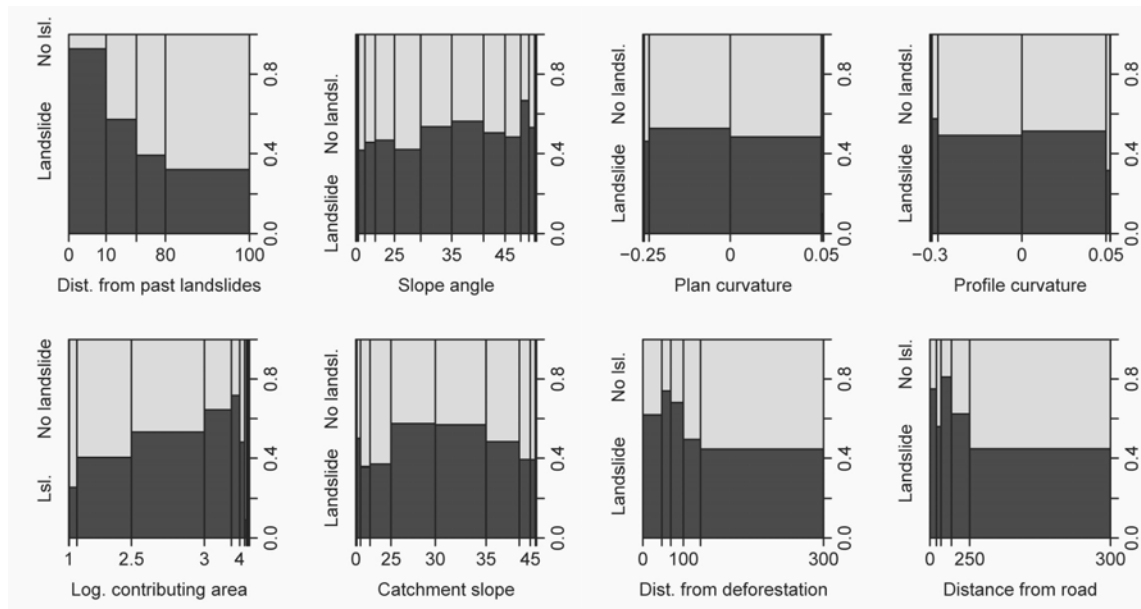 Landslide No lsl.
0.0 0.4 0.8
0 10 80 100
Dist. from past landslides
Landslide No landsl.
0.0 0.4 0.8
0 25 35 45
Slope angle
Landslide No landsl.
0.0 0.4 0.8
−0.25 0 0.05
Plan curvature
Landslide No landsl.
0.0 0.4 0.8
−0.3 0 0.05
Profile curvature
Lsl. No landslide
0.0 0.4 0.8
1 2.5 3 4
Log. contributing area
Landslide No landsl.
0.0 0.4 0.8
0 25 30 35 45
Catchment slope
Landslide No lsl.
0.0 0.4 0.8
0 100 300
Dist. from deforestation
Landslide No lsl.
0.0 0.4 0.8
0 250 300
Distance from road